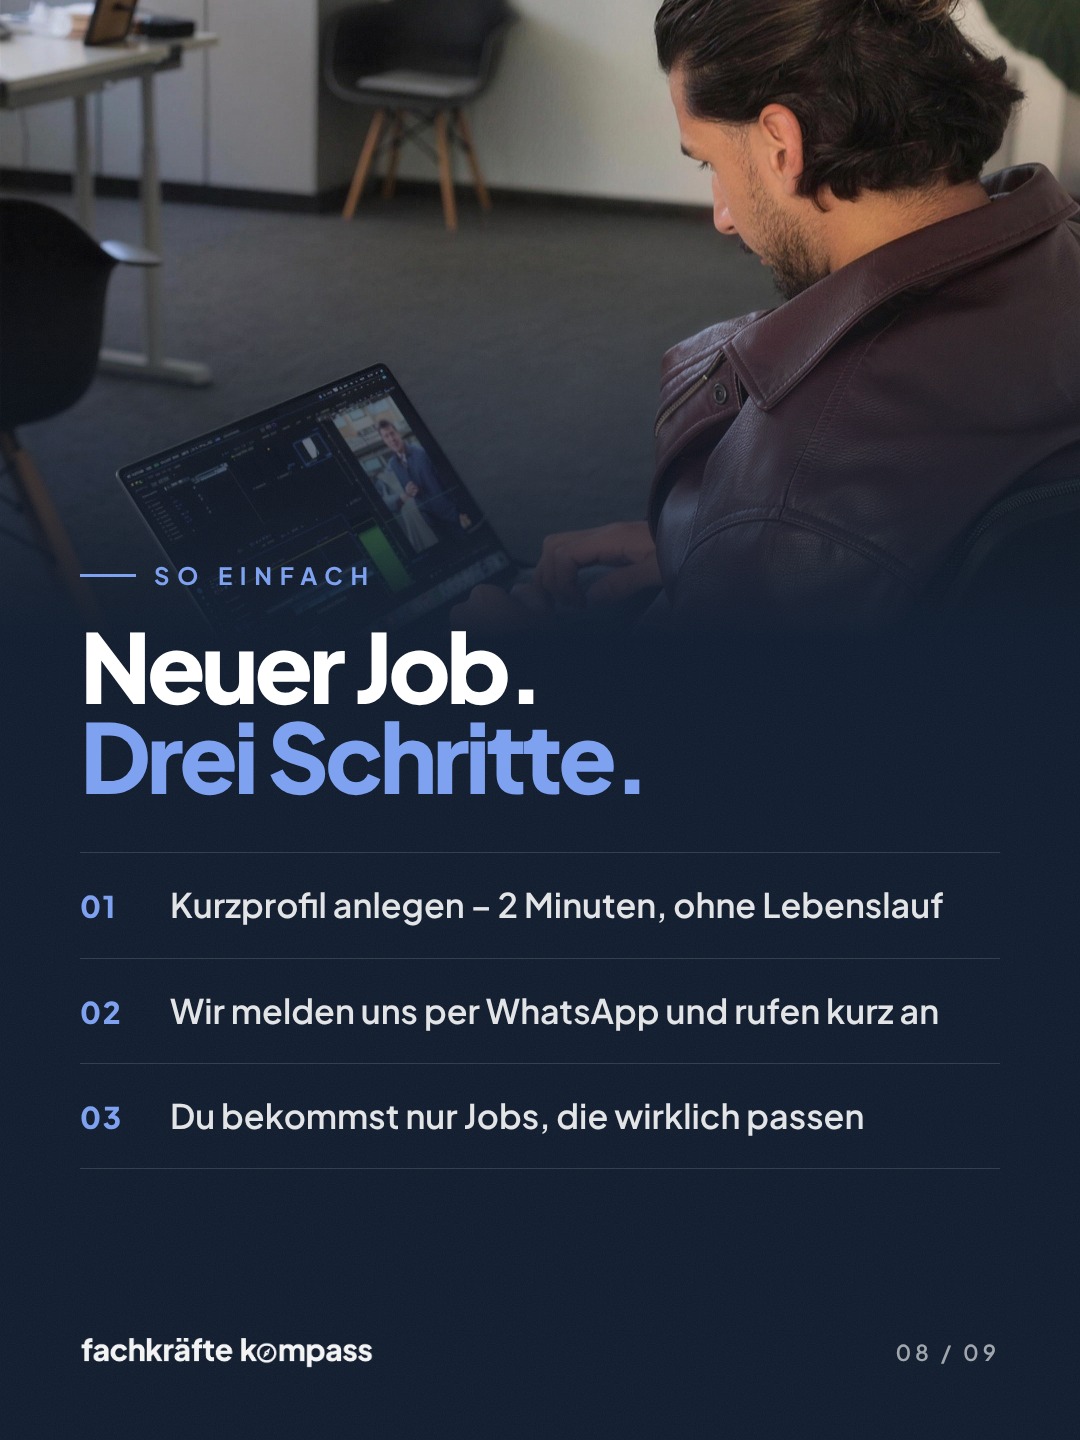 SO EINFACH
Neuer Job.
Drei Schritte.
01 Kurzprofil anlegen – 2 Minuten, ohne Lebenslauf
02 Wir melden uns per WhatsApp und rufen kurz an
03 Du bekommst nur Jobs, die wirklich passen
fachkräfte kompass
08 / 09